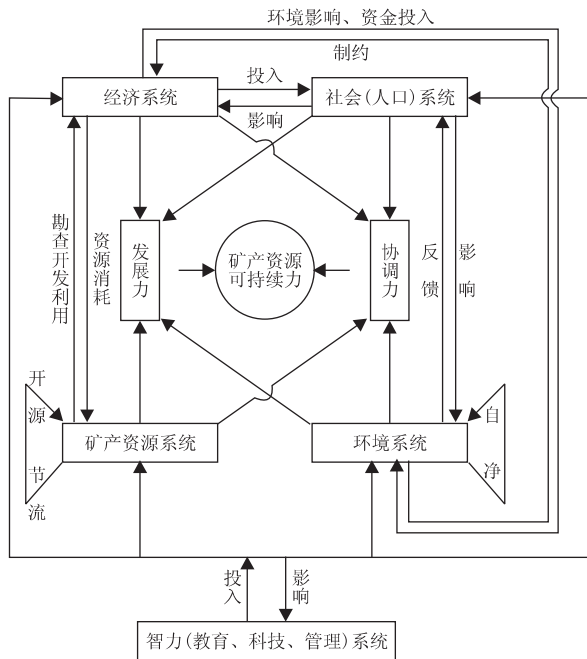 环境影响、资金投入
制约
经济系统
投入
社会(人口)系统
影响
勘查开发利用
资源消耗
发展力
矿产资源
可持续力
协调力
反馈
影响
开源
节流
矿产资源系统
环境系统
自净
投入
影响
智力(教育、科技、管理)系统